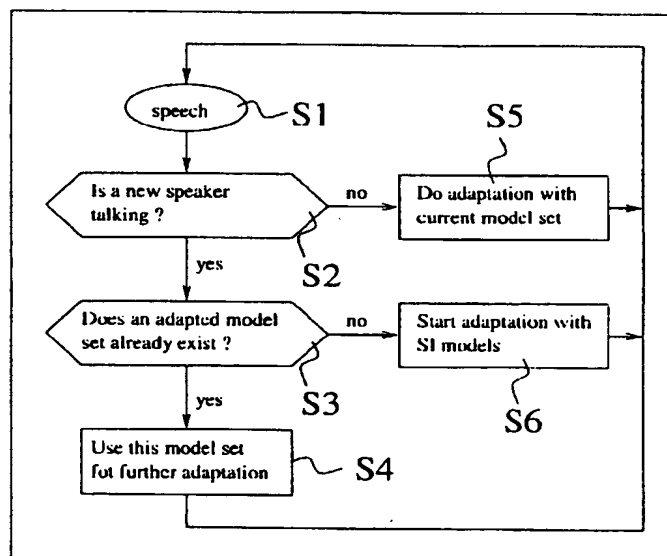 speech
S1
Is a new speaker
talking ?
no
S2
S5
Do adaptation with
current model set
yes
Does an adapted model
set already exist ?
no
S3
Start adaptation with
SI models
S6
yes
Use this model set
fot further adaptation
S4